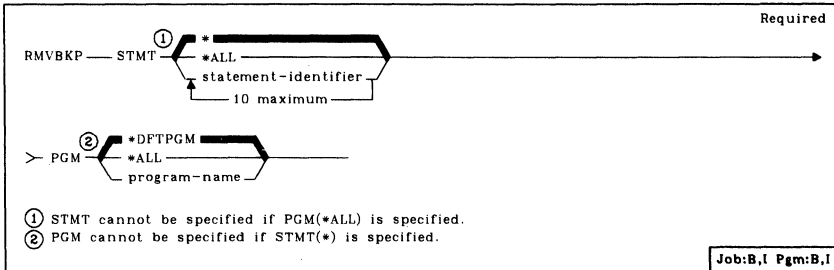 Required
① *
RMVBKP STMT *ALL
statement-identifier
10 maximum
② *DFTPGM
PGM *ALL
program-name
① STMT cannot be specified if PGM(*ALL) is specified.
② PGM cannot be specified if STMT(*) is specified.
Job:B,I Pgm:B,I